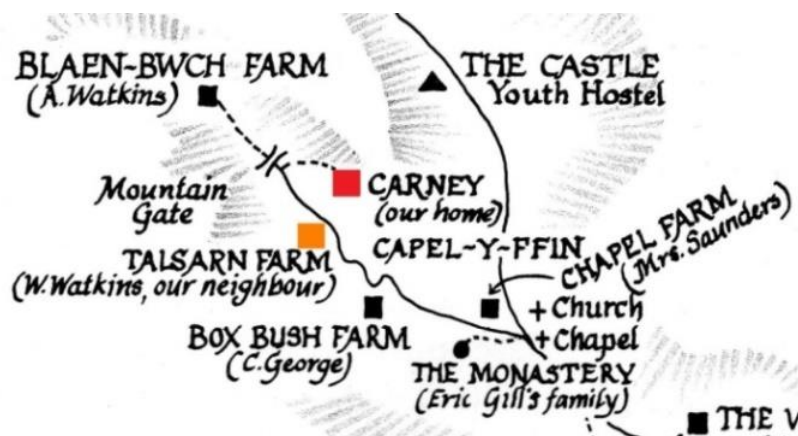 BLAEN-BWCH FARM
(A.Watkins)
THE CASTLE
Youth Hostel
Mountain
Gate
CARNEY
(our home)
TALSARN FARM
(W.Watkins, our neighbour)
CAPEL-Y-FFIN
CHAPEL FARM
(Mrs. Saunders)
BOX BUSH FARM
(C.George)
+ Church
+ Chapel
THE MONASTERY
(Eric Gill's family)
THE V